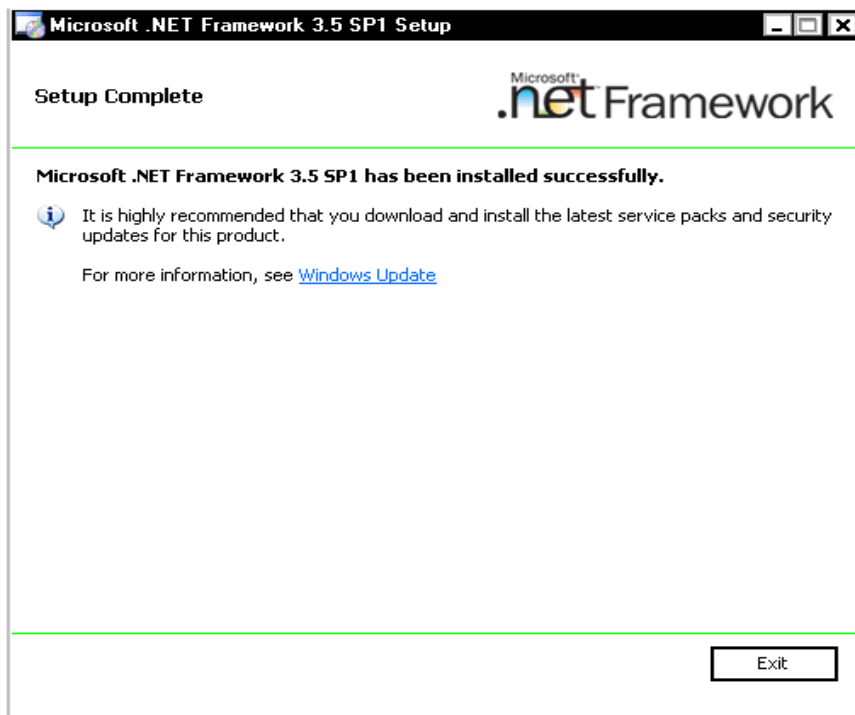 Microsoft .NET Framework 3.5 SP1 Setup
Setup Complete
Microsoft
.net Framework
Microsoft .NET Framework 3.5 SP1 has been installed successfully.
It is highly recommended that you download and install the latest service packs and security
updates for this product.
For more information, see Windows Update
Exit